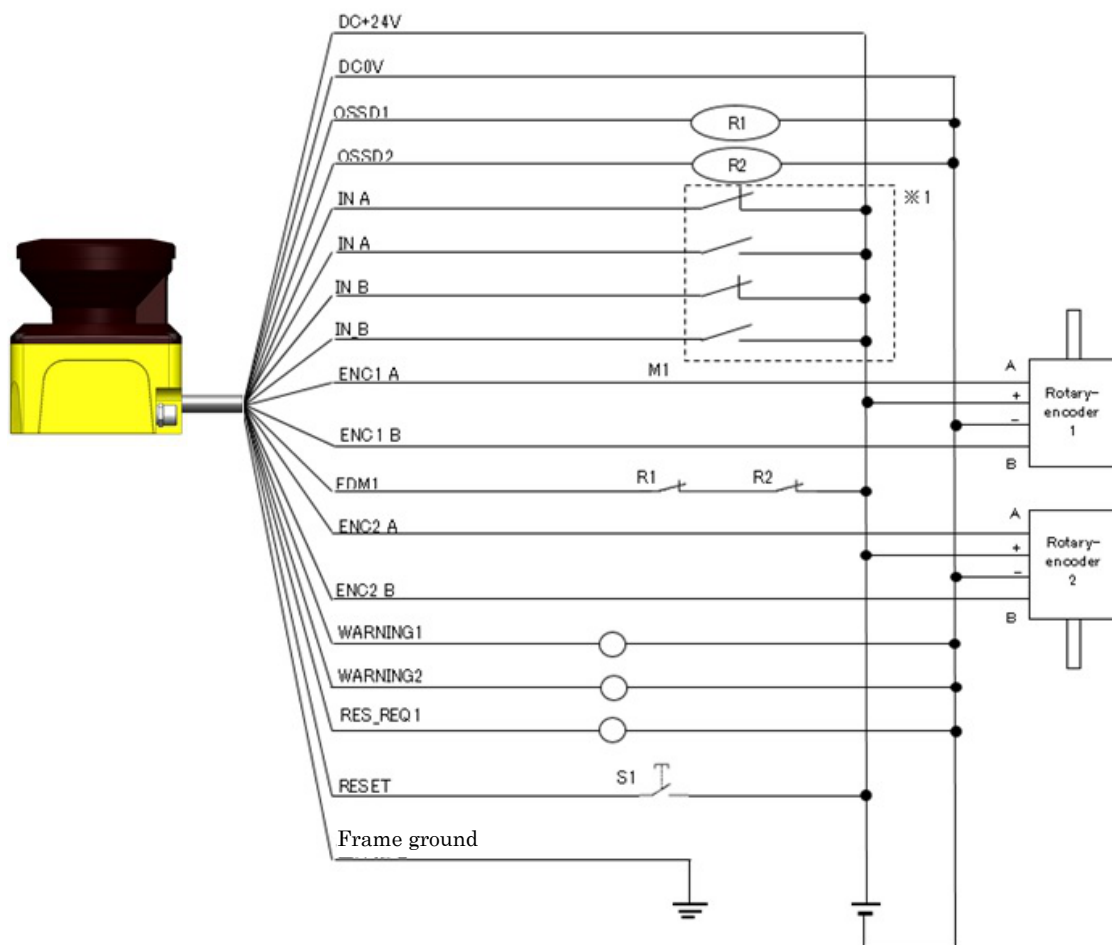 DC+24V
DC0V
OSSD1
R1
OSSD2
R2
※1
IN A
IN A
IN B
IN_B
M1
ENC1 A
A
+
Rotary-
encoder
1
−
ENC1 B
B
EDM1
R1
R2
ENC2 A
A
+
Rotary-
encoder
2
−
ENC2 B
B
WARNING1
WARNING2
RES_REQ1
RESET
S1
Frame ground